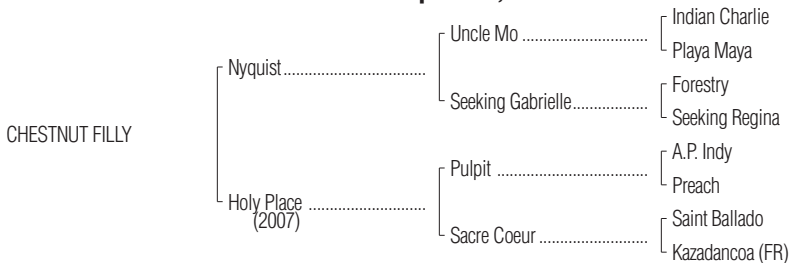 Indian Charlie
Uncle Mo ..............................
Playa Maya
Nyquist..................................
Forestry
Seeking Gabrielle..................
Seeking Regina
CHESTNUT FILLY
A.P. Indy
Pulpit ....................................
Preach
Holy Place ............................
(2007)
Saint Ballado
Sacre Coeur ..........................
Kazadancoa (FR)